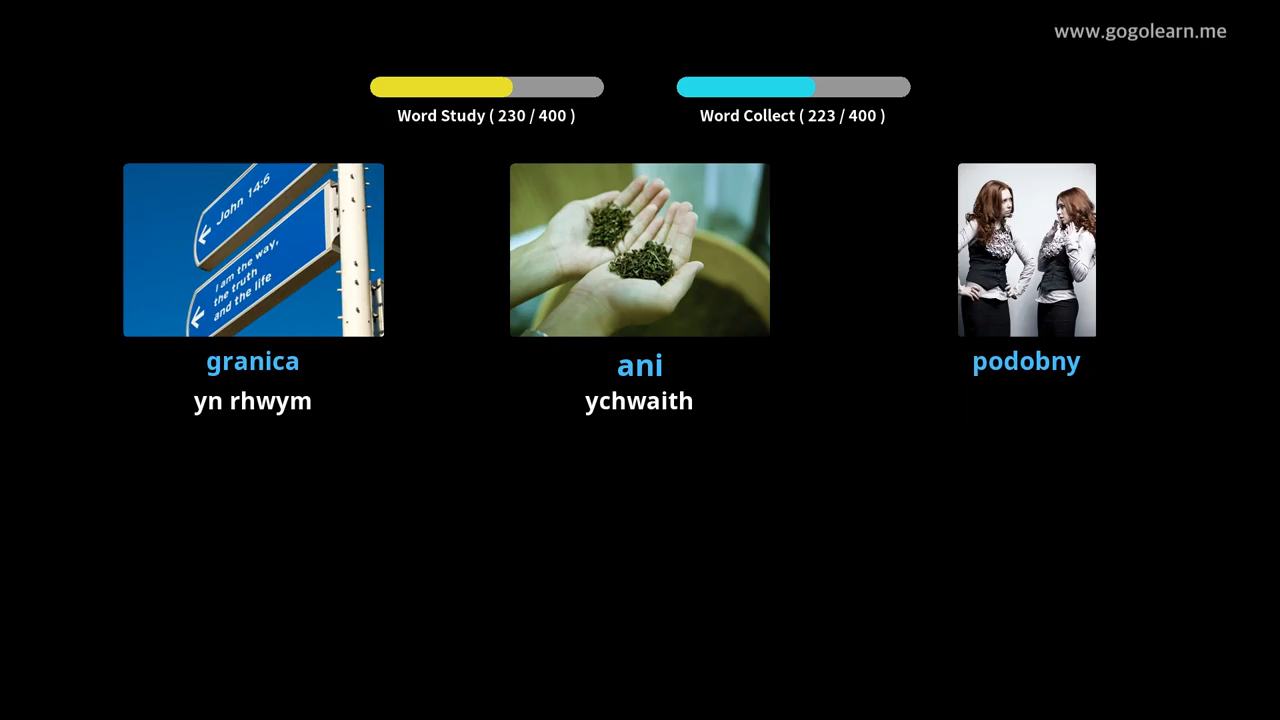 www.gogolearn.me
Word Study ( 230 / 400 )
Word Collect ( 223 / 400 )
John 14:6
I am the way,
the truth
and the life
granica
ani
podobny
yn rhwym
ychwaith